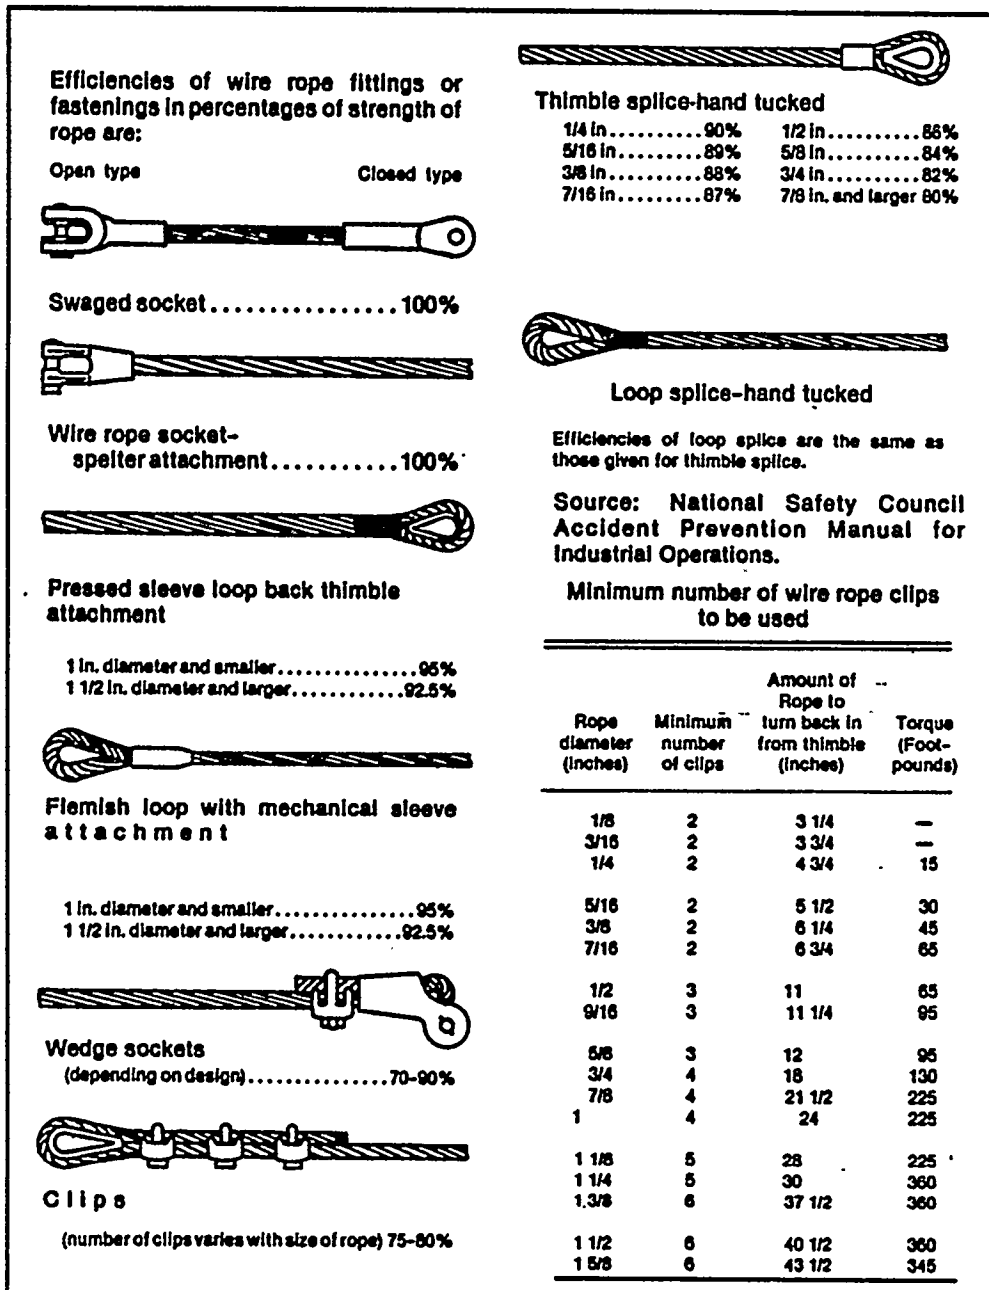 Efficiencies of wire rope fittings or
fastenings in percentages of strength of
rope are:
Open type Closed type
Swaged socket................100%
Wire rope socket-
spelter attachment...........100%
Pressed sleeve loop back thimble
attachment
1 in. diameter and smaller..............95%
1 1/2 in. diameter and larger............92.5%
Flemish loop with mechanical sleeve
attachment
1 in. diameter and smaller..............95%
1 1/2 in. diameter and larger............92.5%
Wedge sockets
(depending on design)..............70-90%
Clips
(number of clips varies with size of rope) 75-80%
Thimble splice-hand tucked
1/4 in..........90% 1/2 in..........86%
5/16 in.........89% 5/8 in..........84%
3/8 in..........88% 3/4 in..........82%
7/16 in.........87% 7/8 in. and larger 80%
Loop splice-hand tucked
Efficiencies of loop splice are the same as
those given for thimble splice.
Source: National Safety Council
Accident Prevention Manual for
Industrial Operations.
Minimum number of wire rope clips
to be used
Amount of
Rope to
Rope Minimum turn back in Torque
diameter number from thimble (Foot-
(inches) of clips (inches) pounds)
1/8 2 3 1/4 —
3/16 2 3 3/4 —
1/4 2 4 3/4 15
5/16 2 5 1/2 30
3/8 2 6 1/4 45
7/16 2 6 3/4 65
1/2 3 11 65
9/16 3 11 1/4 95
5/8 3 12 95
3/4 4 18 130
7/8 4 21 1/2 225
1 4 24 225
1 1/8 5 28 225
1 1/4 5 30 360
1 3/8 6 37 1/2 360
1 1/2 6 40 1/2 360
1 5/8 6 43 1/2 345